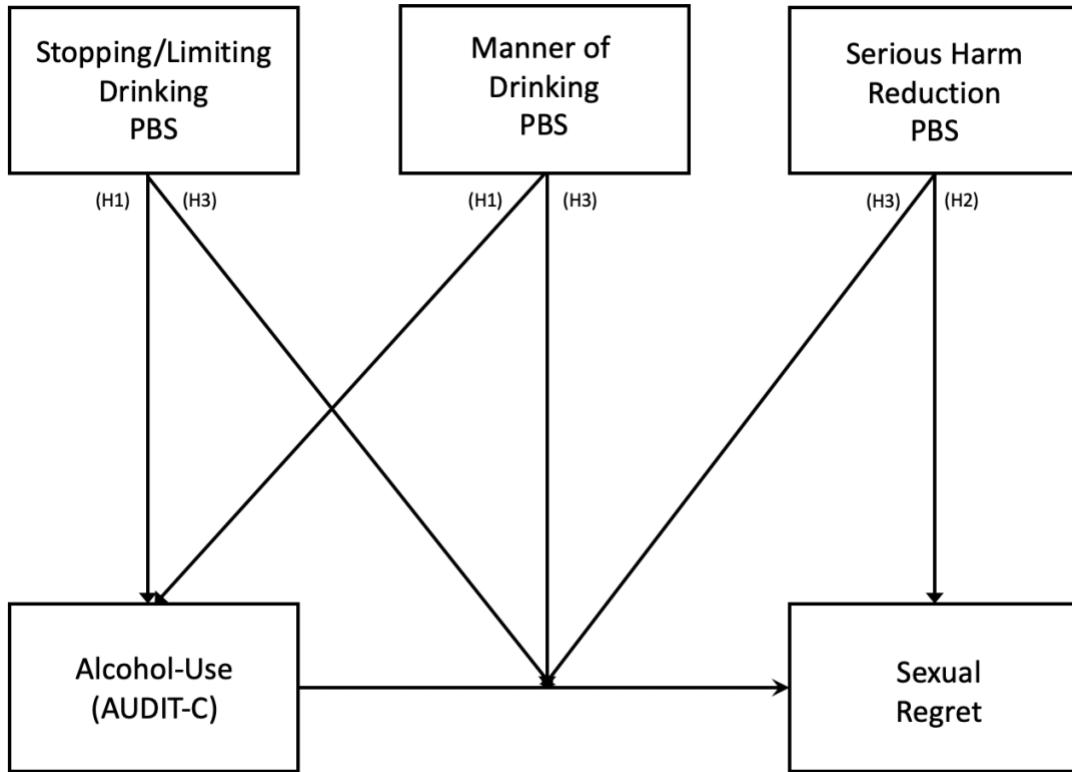 Stopping/Limiting
Drinking
PBS
Manner of
Drinking
PBS
Serious Harm
Reduction
PBS
(H1)
(H3)
(H1)
(H3)
(H3)
(H2)
Alcohol-Use
(AUDIT-C)
Sexual
Regret